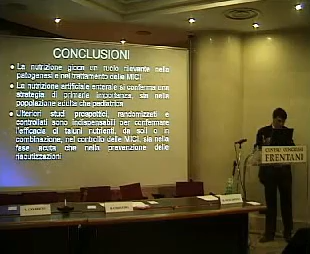 CONCLUSIONI
La nutrizione gioca un ruolo rilevante nella
patogenesi e nel trattamento delle MICI
La nutrizione artificiale enterale si conferma una
strategia di primaria importanza, sia nella
popolazione adulta che pediatrica
Ulteriori studi prospettici, randomizzati e
controllati sono indispensabili per confermare
l'efficacia di taluni nutrienti, da soli o in
combinazione, nel controllo delle MICI, sia nella
fase acuta che nella prevenzione delle
riacutizzazioni
CENTRO CONGRESSI
FRENTANI